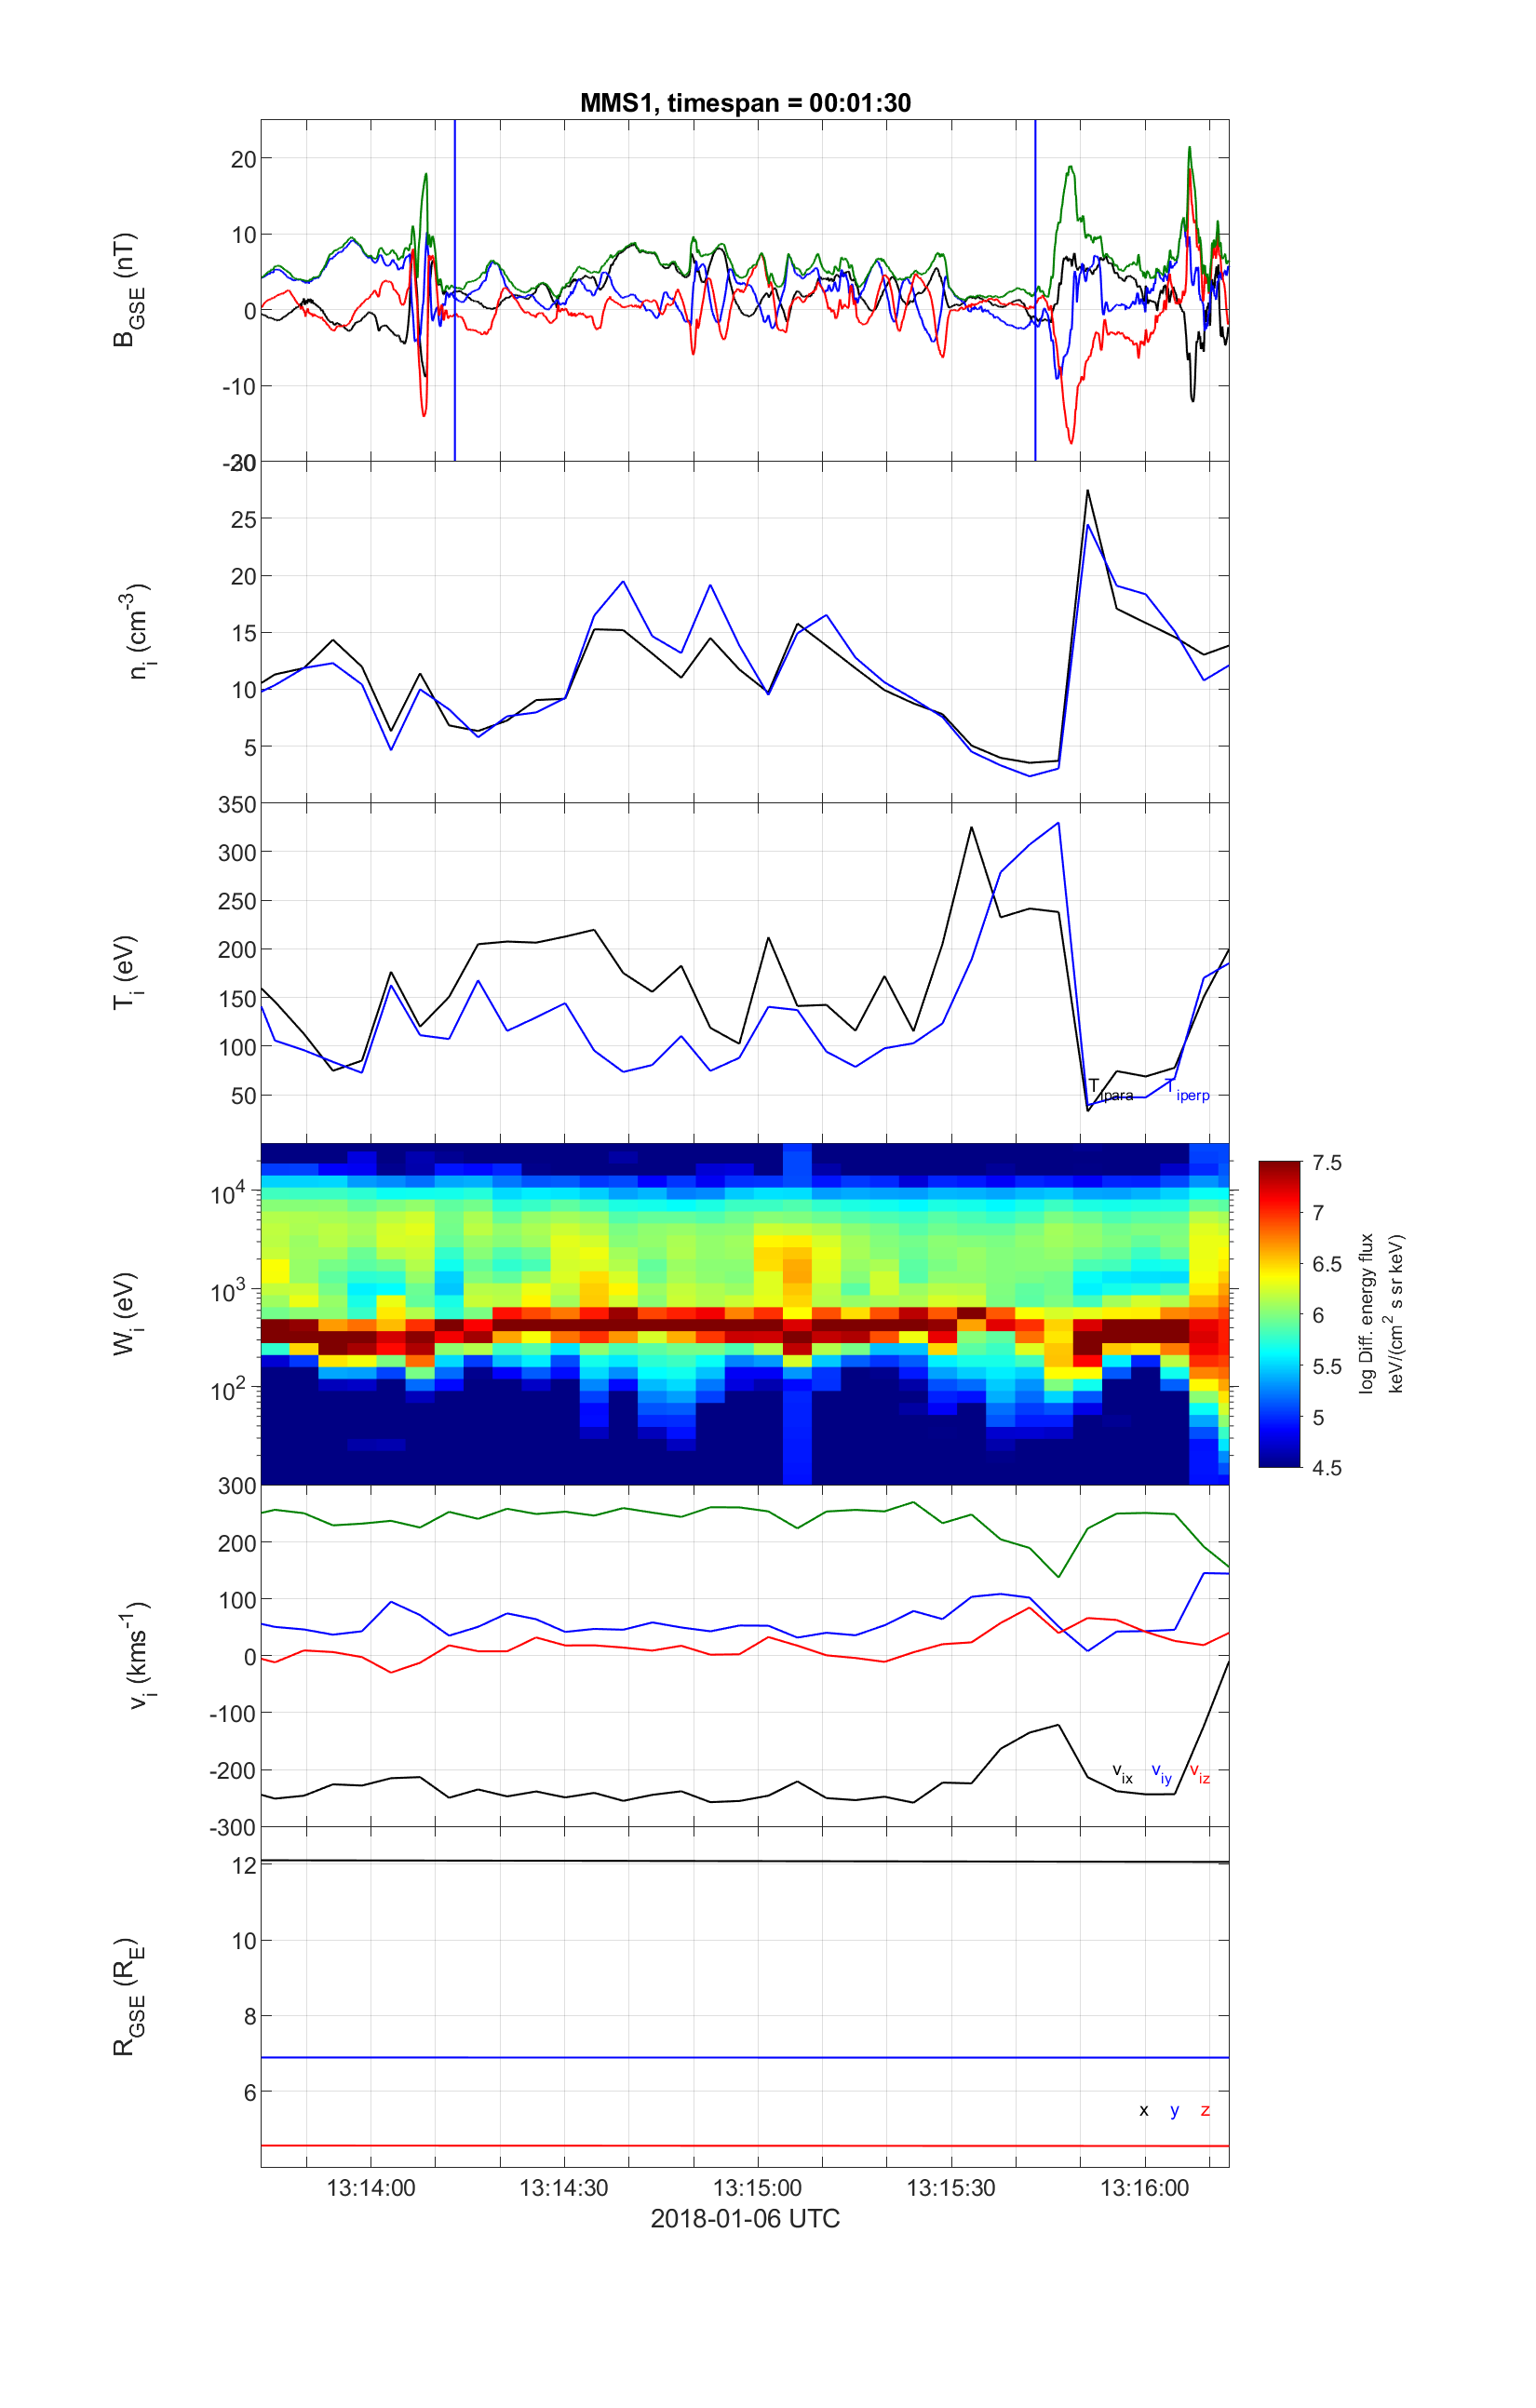 MMS1, timespan = 00:01:30
B_GSE (nT)
20
10
0
-10
-20
n_i (cm^-3)
30
25
20
15
10
5
T_i (eV)
350
300
250
200
150
100
50
T_ipara T_iperp
W_i (eV)
10^4
10^3
10^2
7.5
7
6.5
6
5.5
5
4.5
log Diff. energy flux
keV/(cm^2 s sr keV)
v_i (kms^-1)
300
200
100
0
-100
-200
-300
v_ix v_iy v_iz
R_GSE (R_E)
12
10
8
6
x y z
13:14:00 13:14:30 13:15:00 13:15:30 13:16:00
2018-01-06 UTC